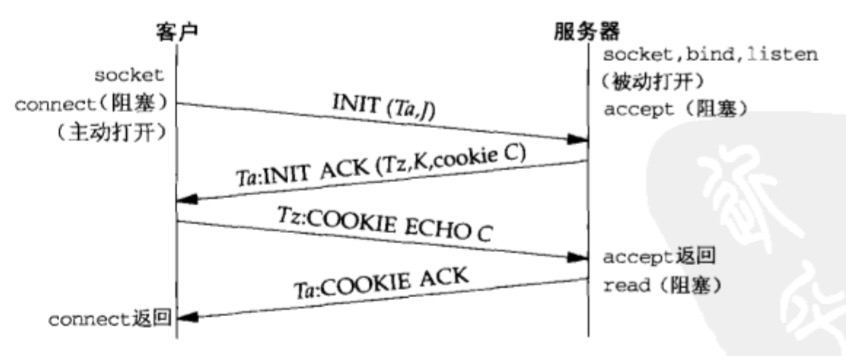 客户
服务器
socket
connect(阻塞)
(主动打开)
socket,bind,listen
(被动打开)
accept(阻塞)
INIT (Ta,J)
Ta:INIT ACK (Tz,K,cookie C)
Tz:COOKIE ECHO C
accept返回
read(阻塞)
Ta:COOKIE ACK
connect返回